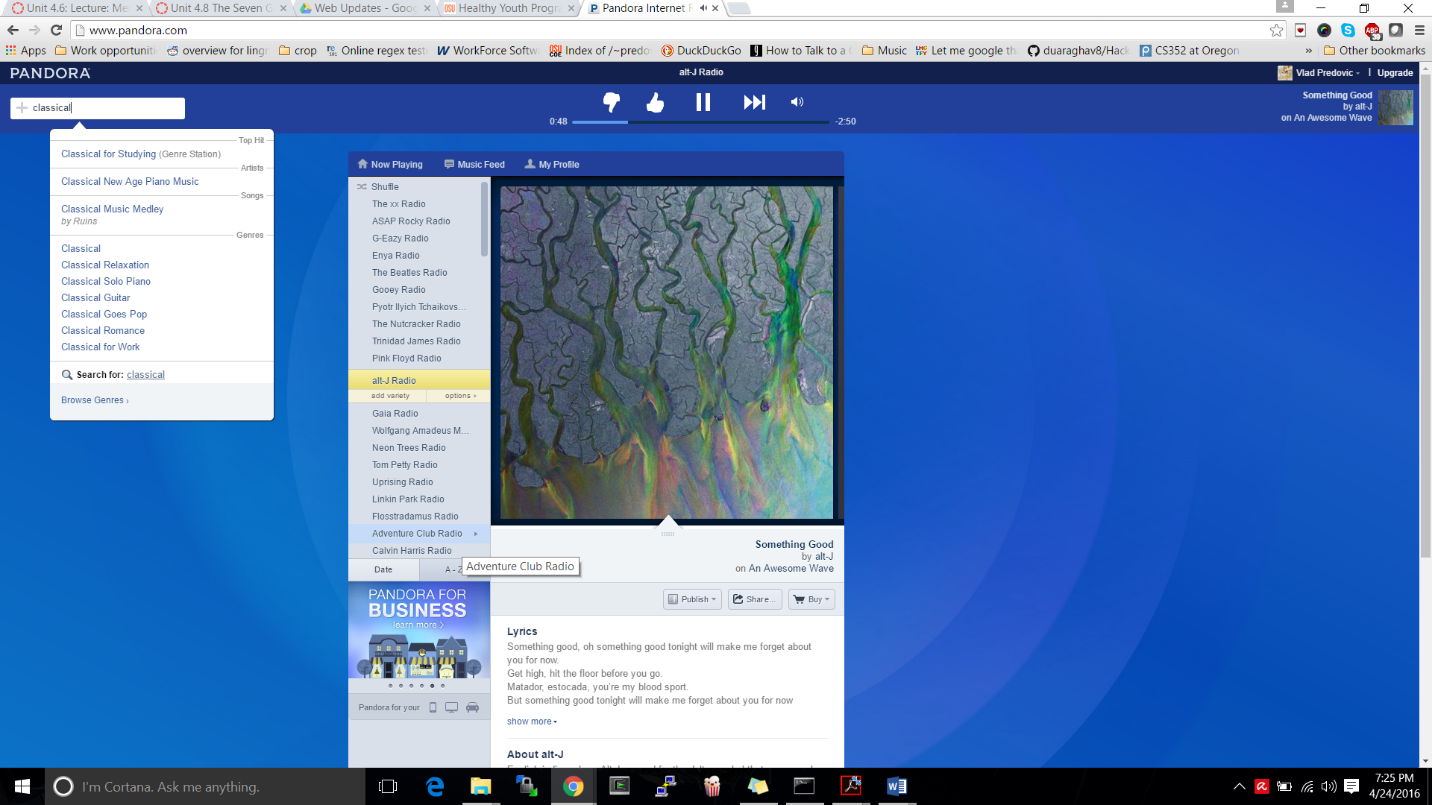 Unit 4.6: Lecture: Me
Unit 4.8 The Seven G
Web Updates - Goo
Healthy Youth Progr
Pandora Internet R
www.pandora.com
Apps
Work opportuniti
overview for lingr
crop
Online regex teste
WorkForce Softw
Index of /~predov
DuckDuckGo
How to Talk to a G
Music
Let me google th
duaraghav8/Hack
CS352 at Oregon
»
Other bookmarks
PANDORA
alt-J Radio
Vlad Predovic
Upgrade
classical
0:48
-2:50
Something Good
by alt-J
on An Awesome Wave
Top Hit
Classical for Studying (Genre Station)
Artists
Classical New Age Piano Music
Songs
Classical Music Medley
by Ruins
Genres
Classical
Classical Relaxation
Classical Solo Piano
Classical Guitar
Classical Goes Pop
Classical Romance
Classical for Work
Search for: classical
Browse Genres ›
Now Playing
Music Feed
My Profile
Shuffle
The xx Radio
ASAP Rocky Radio
G-Eazy Radio
Enya Radio
The Beatles Radio
Gooey Radio
Pyotr Ilyich Tchaikovs...
The Nutcracker Radio
Trinidad James Radio
Pink Floyd Radio
alt-J Radio
add variety
options
Gaia Radio
Wolfgang Amadeus M...
Neon Trees Radio
Tom Petty Radio
Uprising Radio
Linkin Park Radio
Flosstradamus Radio
Adventure Club Radio
Calvin Harris Radio
Date
A - Z
Adventure Club Radio
Something Good
by alt-J
on An Awesome Wave
Publish
Share...
Buy
PANDORA FOR
BUSINESS
learn more >
Pandora for your
Lyrics
Something good, oh something good tonight will make me forget about
you for now.
Get high, hit the floor before you go.
Matador, estocada, you're my blood sport.
But something good tonight will make me forget about you for now
show more
About alt-J
I'm Cortana. Ask me anything.
7:25 PM
4/24/2016